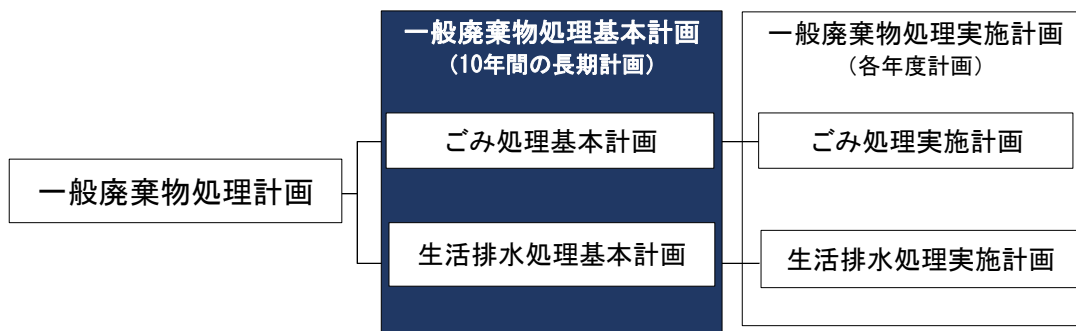 一般廃棄物処理計画
一般廃棄物処理基本計画
（10年間の長期計画）
ごみ処理基本計画
生活排水処理基本計画
一般廃棄物処理実施計画
（各年度計画）
ごみ処理実施計画
生活排水処理実施計画